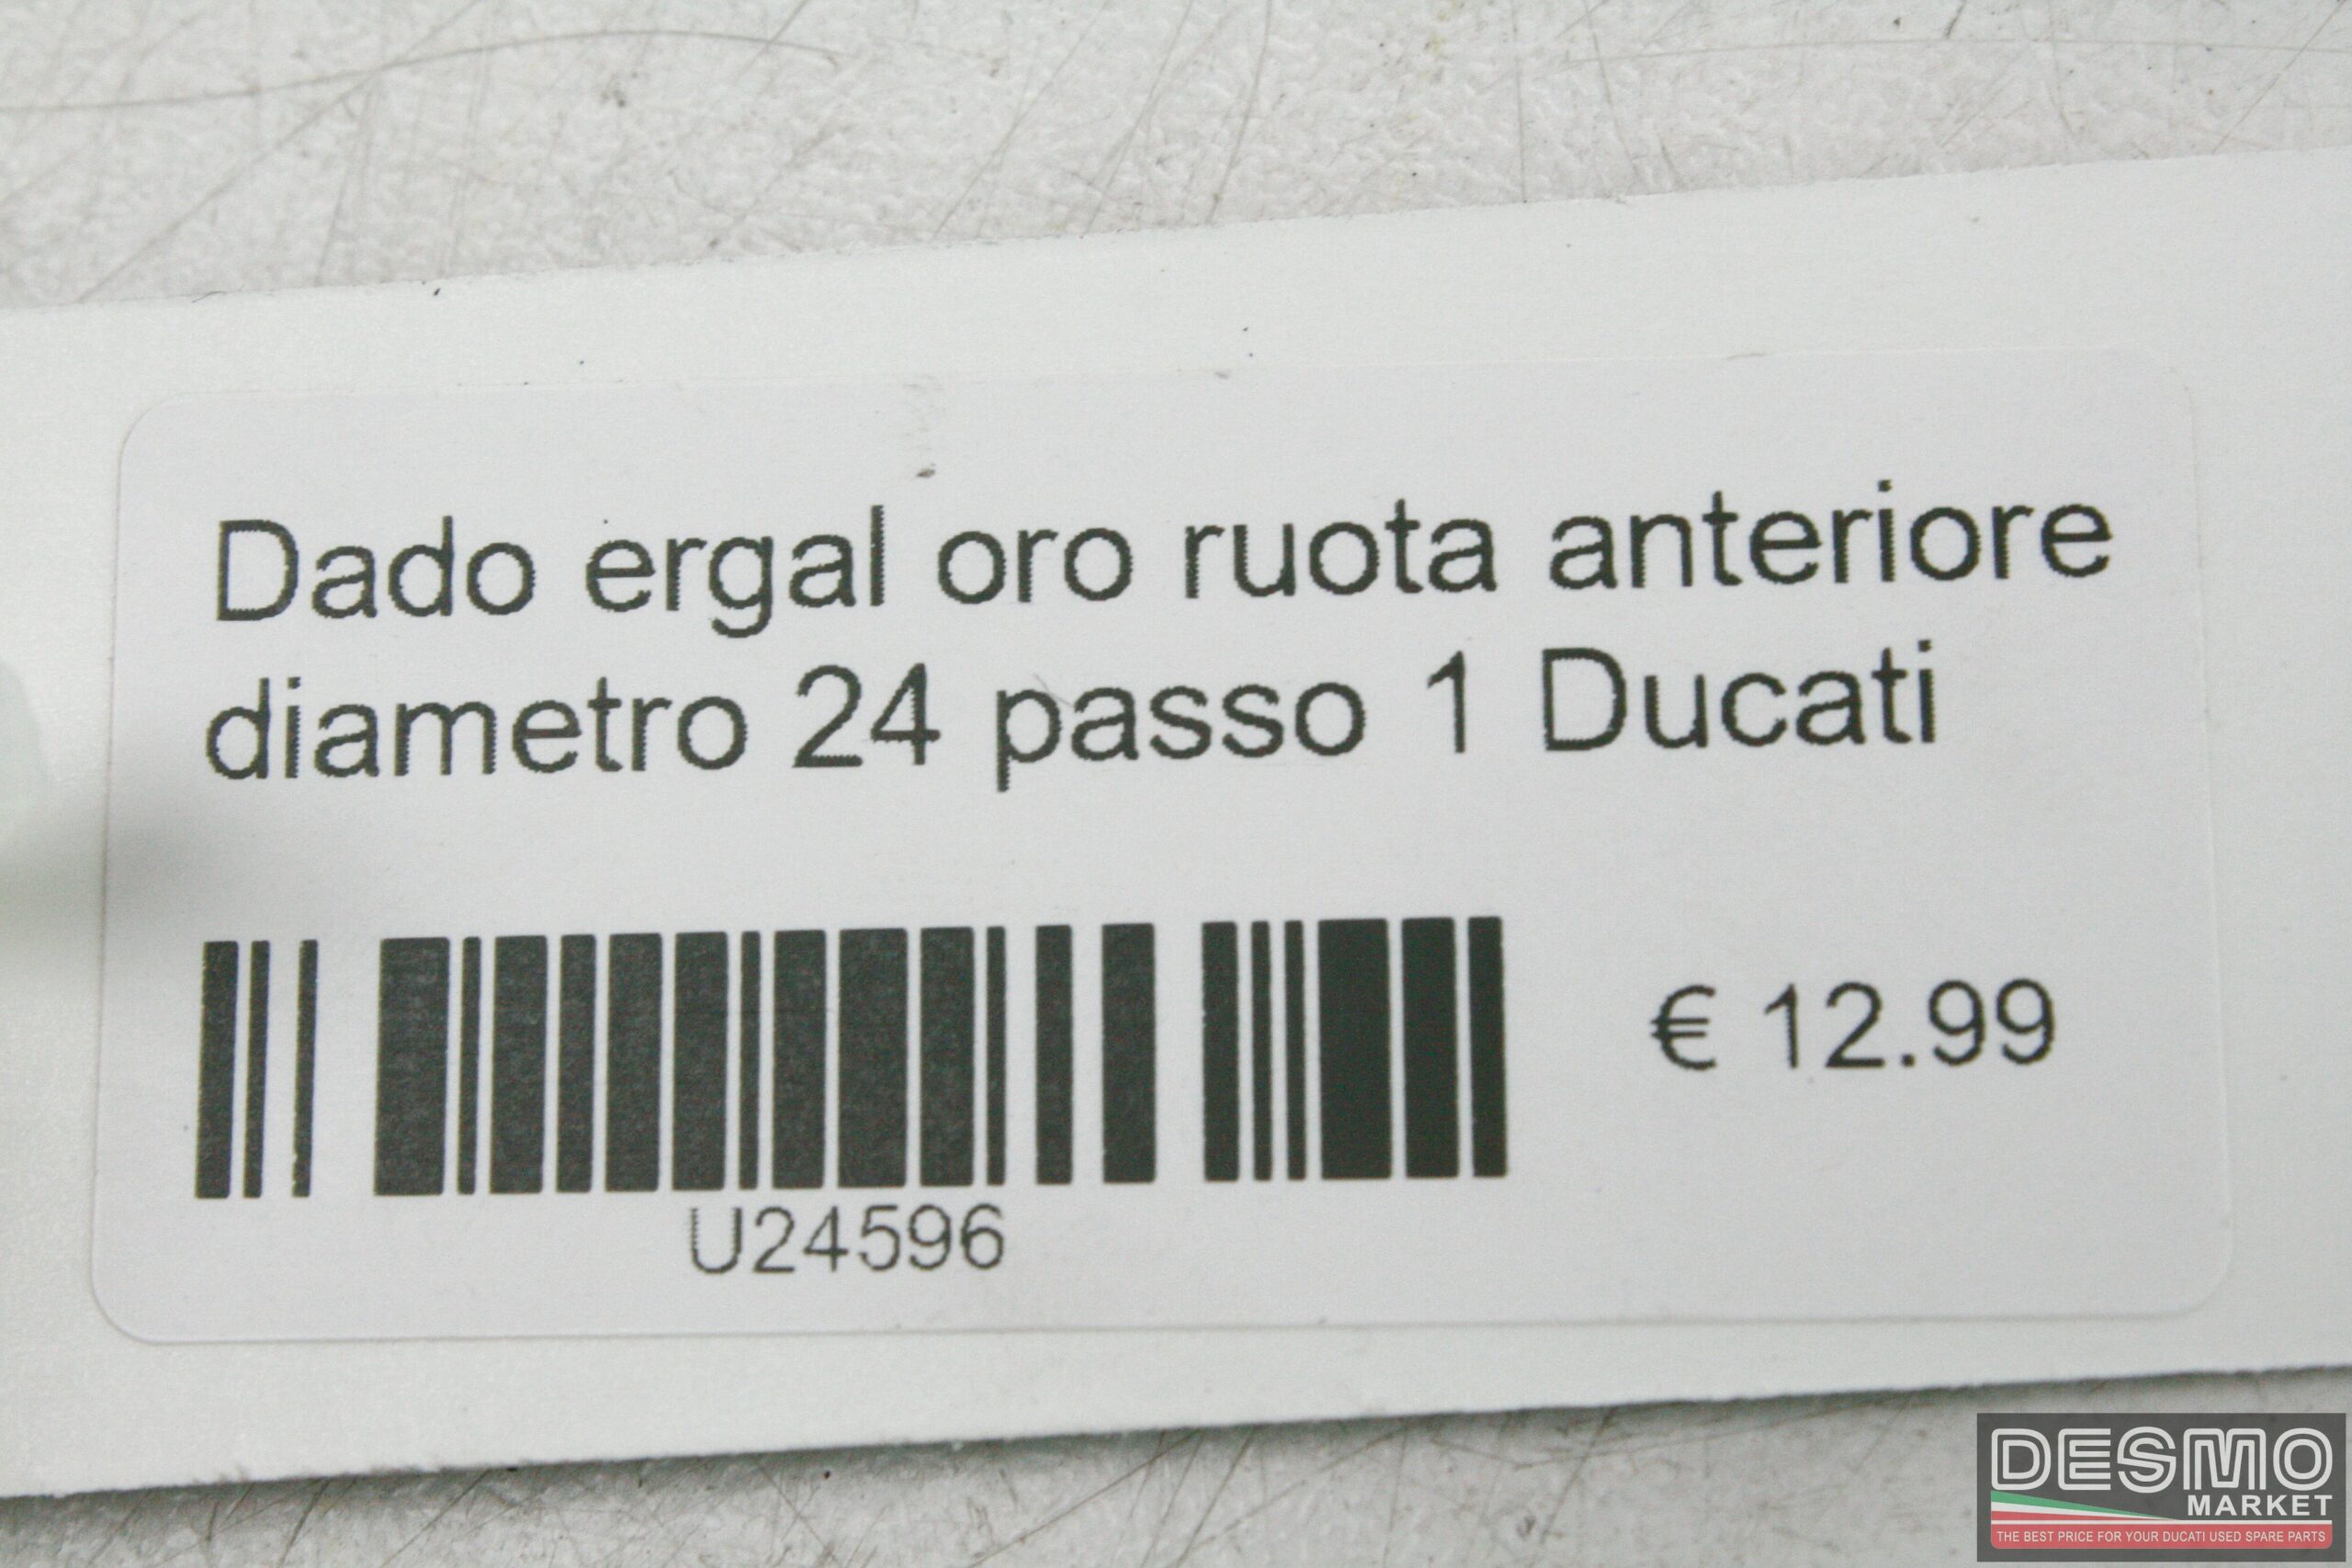 Dado ergal oro ruota anteriore
diametro 24 passo 1 Ducati
€ 12.99
U24596
DESMO
MARKET
THE BEST PRICE FOR YOUR DUCATI USED SPARE PARTS